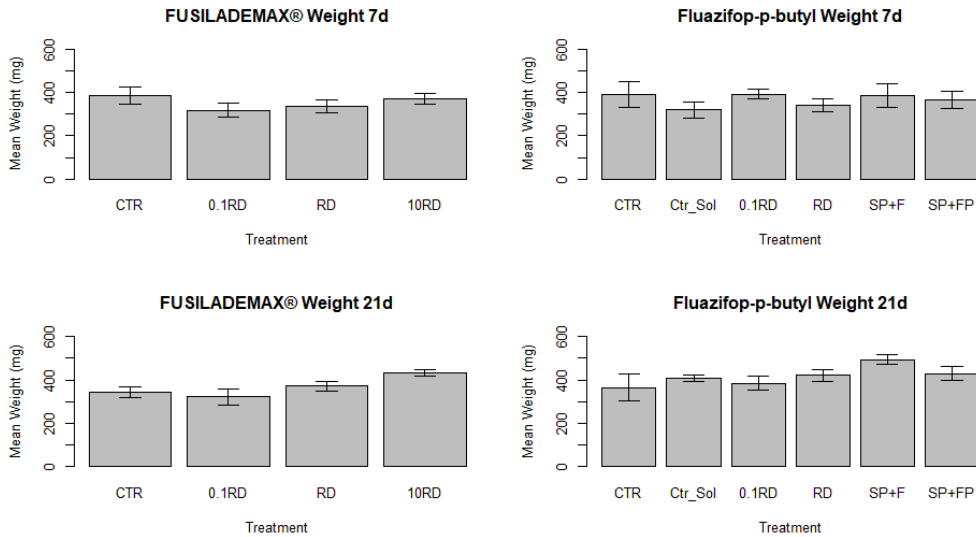 FUSILADEMAX® Weight 7d
Mean Weight (mg)
600
400
200
0
CTR 0.1RD RD 10RD
Treatment
Fluazifop-p-butyl Weight 7d
Mean Weight (mg)
600
400
200
0
CTR Ctr_Sol 0.1RD RD SP+F SP+FP
Treatment
FUSILADEMAX® Weight 21d
Mean Weight (mg)
600
400
200
0
CTR 0.1RD RD 10RD
Treatment
Fluazifop-p-butyl Weight 21d
Mean Weight (mg)
600
400
200
0
CTR Ctr_Sol 0.1RD RD SP+F SP+FP
Treatment